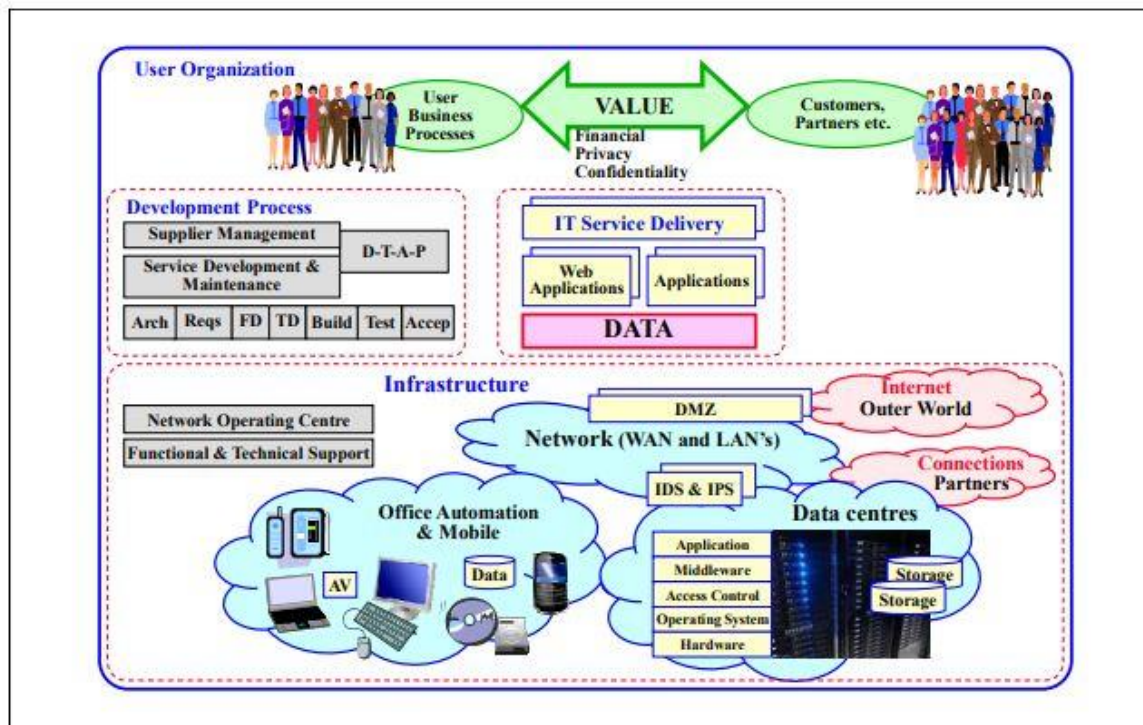 User Organization
User
Business
Processes
VALUE
Financial
Privacy
Confidentiality
Customers,
Partners etc.
Development Process
Supplier Management
Service Development &
Maintenance
D-T-A-P
Arch Reqs FD TD Build Test Accep
IT Service Delivery
Web
Applications
Applications
DATA
Infrastructure
Network Operating Centre
Functional & Technical Support
DMZ
Network (WAN and LAN's)
Internet
Outer World
Connections
Partners
IDS & IPS
Office Automation
& Mobile
AV
Data
Data centres
Application
Middleware
Access Control
Operating System
Hardware
Storage
Storage